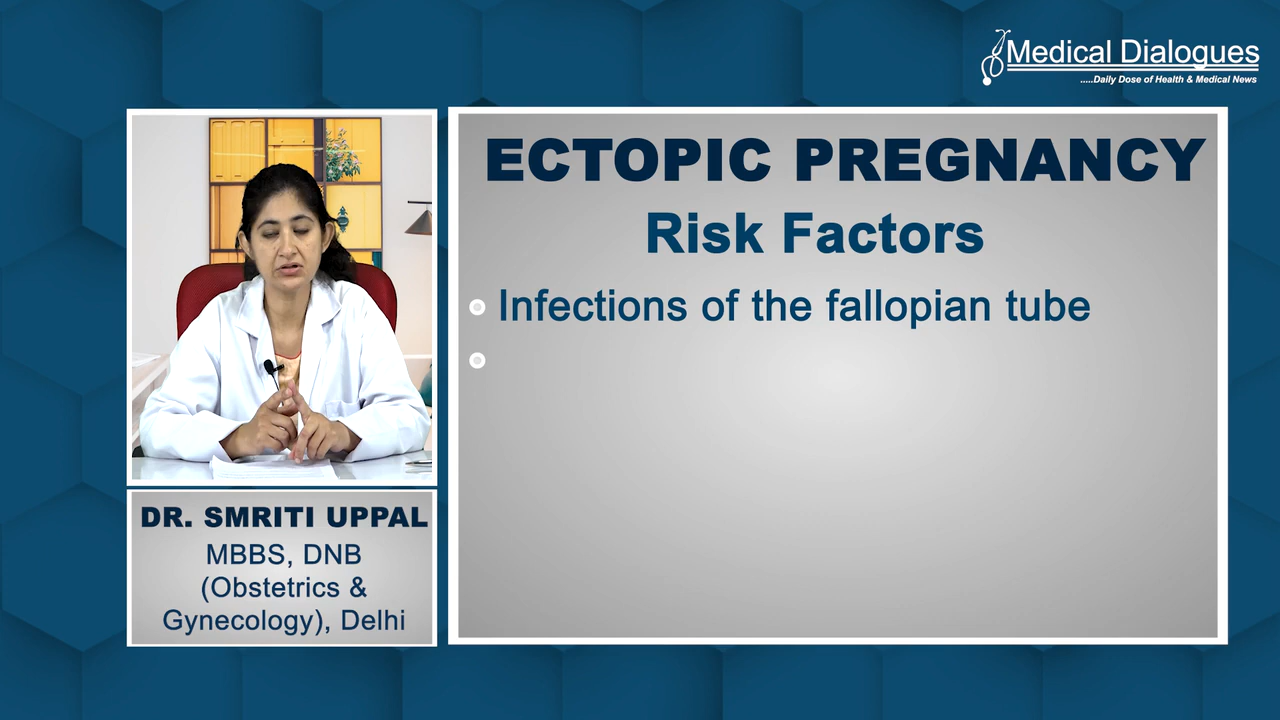 Medical Dialogues
.....Daily Dose of Health & Medical News
ECTOPIC PREGNANCY
Risk Factors
Infections of the fallopian tube
DR. SMRITI UPPAL
MBBS, DNB
(Obstetrics &
Gynecology), Delhi